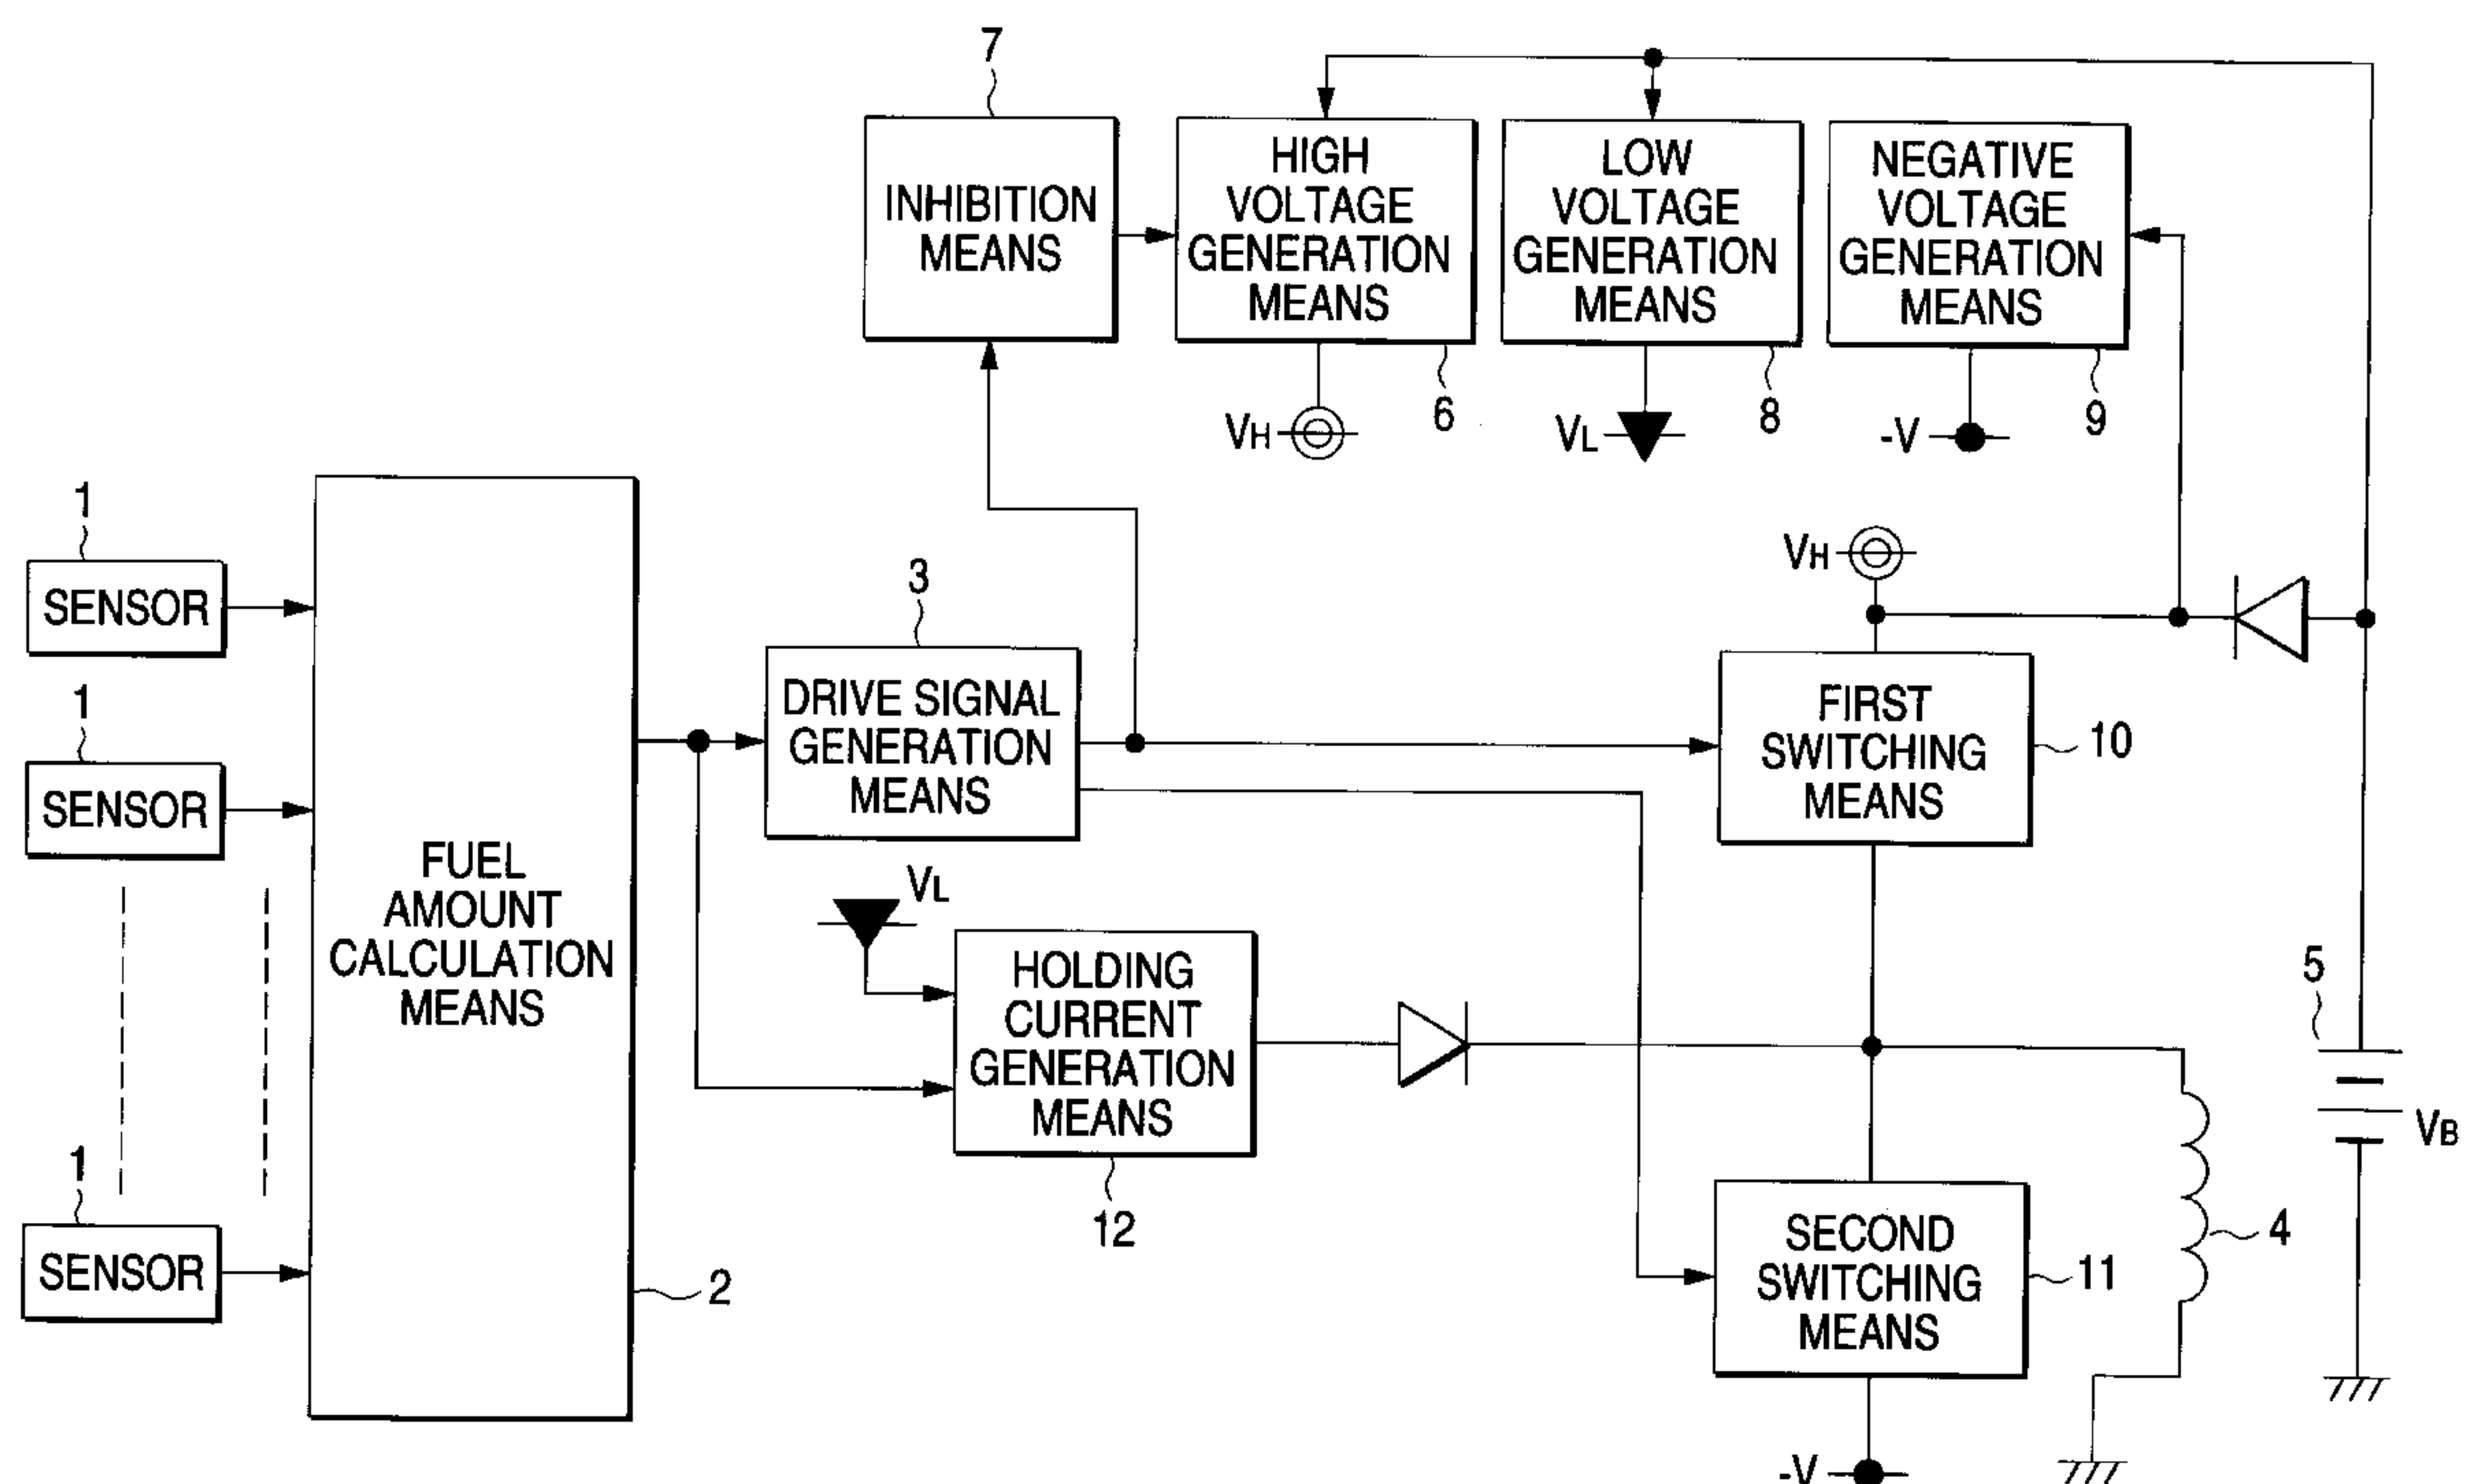 7
INHIBITION
MEANS
HIGH
VOLTAGE
GENERATION
MEANS
LOW
VOLTAGE
GENERATION
MEANS
NEGATIVE
VOLTAGE
GENERATION
MEANS
6
8
9
VH
VL
-V
1
SENSOR
1
SENSOR
1
SENSOR
FUEL
AMOUNT
CALCULATION
MEANS
2
3
DRIVE SIGNAL
GENERATION
MEANS
VH
FIRST
SWITCHING
MEANS
10
VL
HOLDING
CURRENT
GENERATION
MEANS
12
5
VB
SECOND
SWITCHING
MEANS
11
4
-V